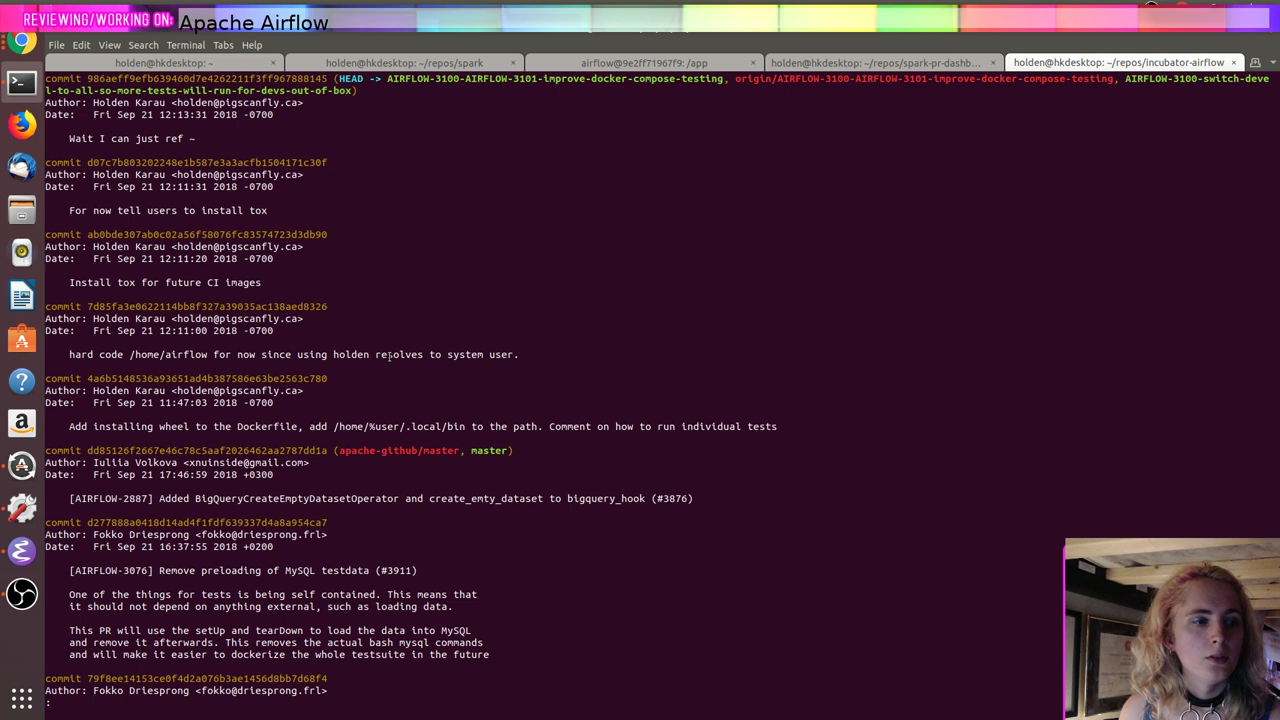 REVIEWING/WORKING ON: Apache Airflow
File Edit View Search Terminal Tabs Help
holden@hkdesktop: ~ × holden@hkdesktop: ~/repos/spark × airflow@9e2ff71967f9: /app × holden@hkdesktop: ~/repos/spark-pr-dashb... × holden@hkdesktop: ~/repos/incubator-airflow ×
commit 986aeff9efb639460d7e4262211f3ff967888145 (HEAD -> AIRFLOW-3100-AIRFLOW-3101-improve-docker-compose-testing, origin/AIRFLOW-3100-AIRFLOW-3101-improve-docker-compose-testing, AIRFLOW-3100-switch-deve
l-to-all-so-more-tests-will-run-for-devs-out-of-box)
Author: Holden Karau <holden@pigscanfly.ca>
Date: Fri Sep 21 12:13:31 2018 -0700
Wait I can just ref ~
commit d07c7b803202248e1b587e3a3acfb1504171c30f
Author: Holden Karau <holden@pigscanfly.ca>
Date: Fri Sep 21 12:11:31 2018 -0700
For now tell users to install tox
commit ab0bde307ab0c02a56f58076fc83574723d3db90
Author: Holden Karau <holden@pigscanfly.ca>
Date: Fri Sep 21 12:11:20 2018 -0700
Install tox for future CI images
commit 7d85fa3e0622114bb8f327a39035ac138aed8326
Author: Holden Karau <holden@pigscanfly.ca>
Date: Fri Sep 21 12:11:00 2018 -0700
hard code /home/airflow for now since using holden resolves to system user.
commit 4a6b5148536a93651ad4b387586e63be2563c780
Author: Holden Karau <holden@pigscanfly.ca>
Date: Fri Sep 21 11:47:03 2018 -0700
Add installing wheel to the Dockerfile, add /home/%user/.local/bin to the path. Comment on how to run individual tests
commit dd85126f2667e46c78c5aaf2026462aa2787dd1a (apache-github/master, master)
Author: Iuliia Volkova <xnuinside@gmail.com>
Date: Fri Sep 21 17:46:59 2018 +0300
[AIRFLOW-2887] Added BigQueryCreateEmptyDatasetOperator and create_emty_dataset to bigquery_hook (#3876)
commit d277888a0418d14ad4f1fdf639337d4a8a954ca7
Author: Fokko Driesprong <fokko@driesprong.frl>
Date: Fri Sep 21 16:37:55 2018 +0200
[AIRFLOW-3076] Remove preloading of MySQL testdata (#3911)
One of the things for tests is being self contained. This means that
it should not depend on anything external, such as loading data.
This PR will use the setUp and tearDown to load the data into MySQL
and remove it afterwards. This removes the actual bash mysql commands
and will make it easier to dockerize the whole testsuite in the future
commit 79f8ee14153ce0f4d2a076b3ae1456d8bb7d68f4
Author: Fokko Driesprong <fokko@driesprong.frl>
: